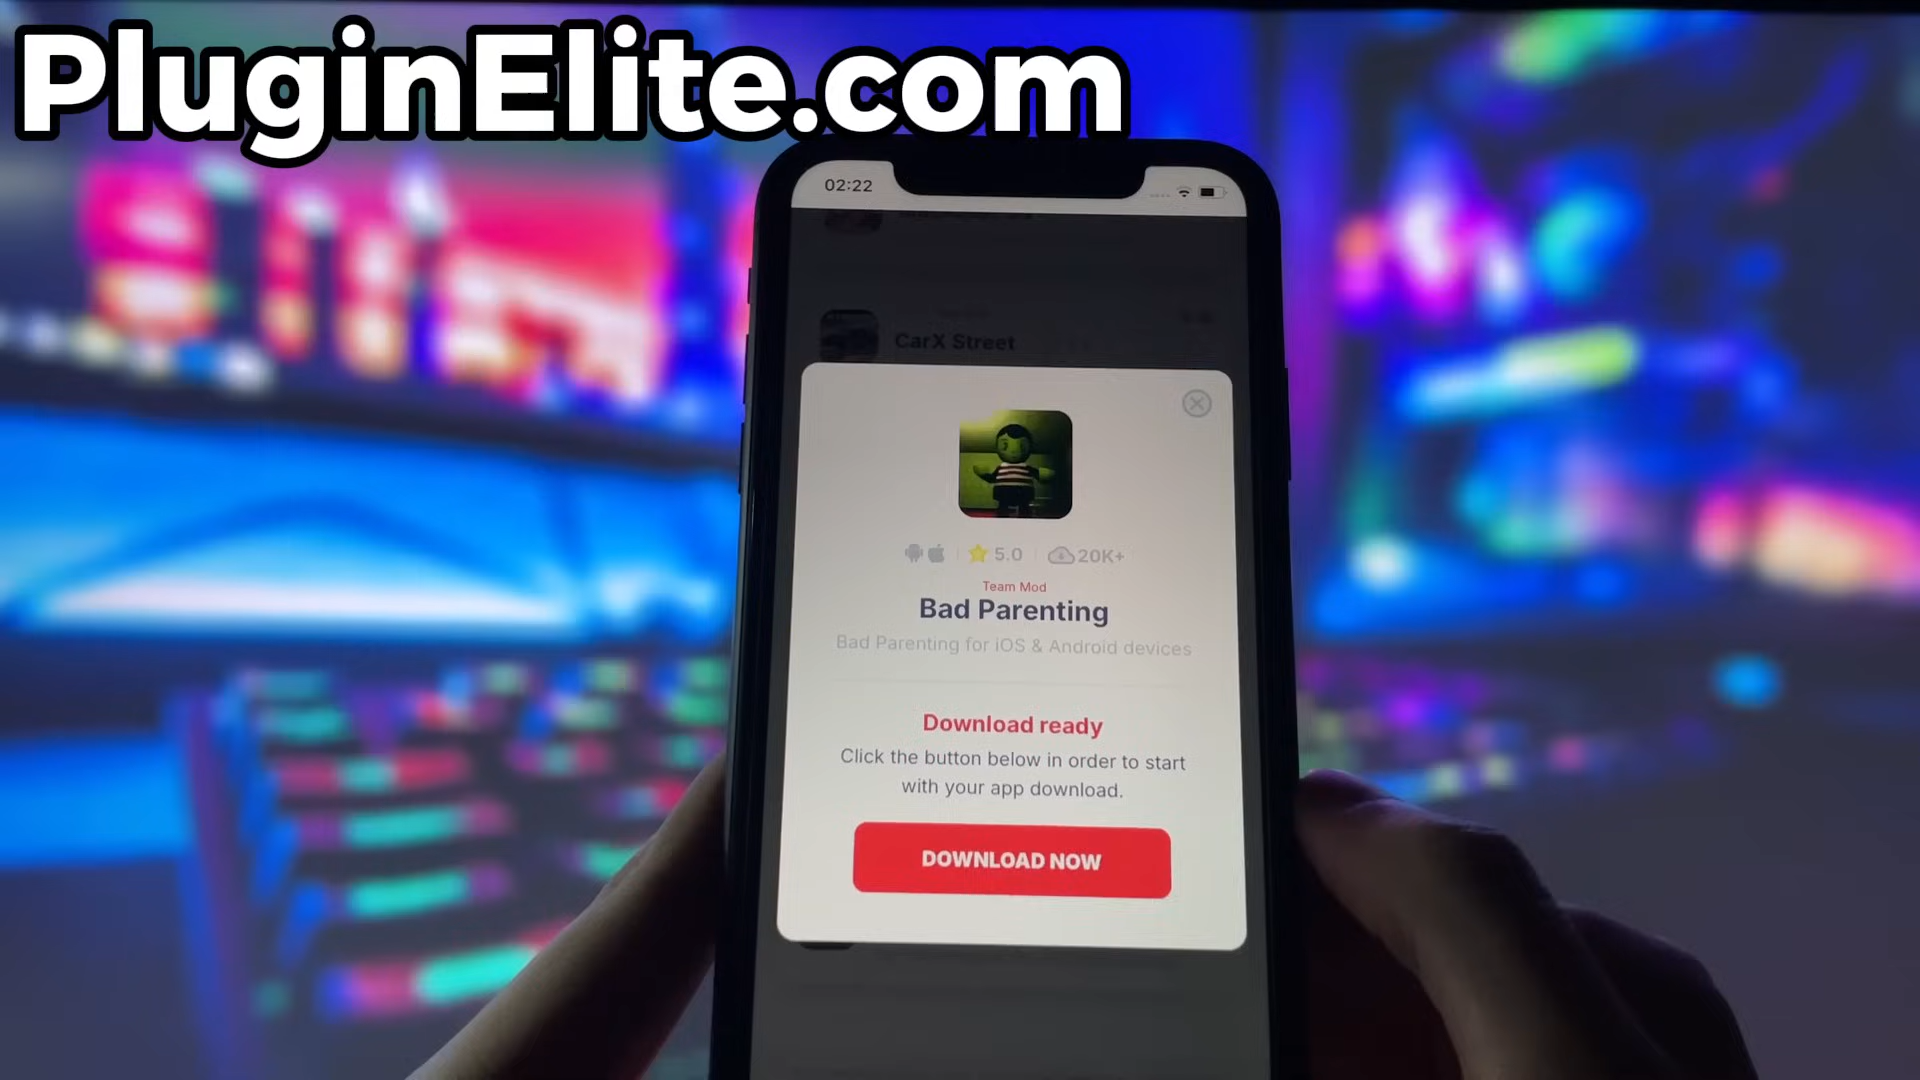 PluginElite.com
02:22
CarX Street
5.0
20K+
Team Mod
Bad Parenting
Bad Parenting for iOS & Android devices
Download ready
Click the button below in order to start
with your app download.
DOWNLOAD NOW